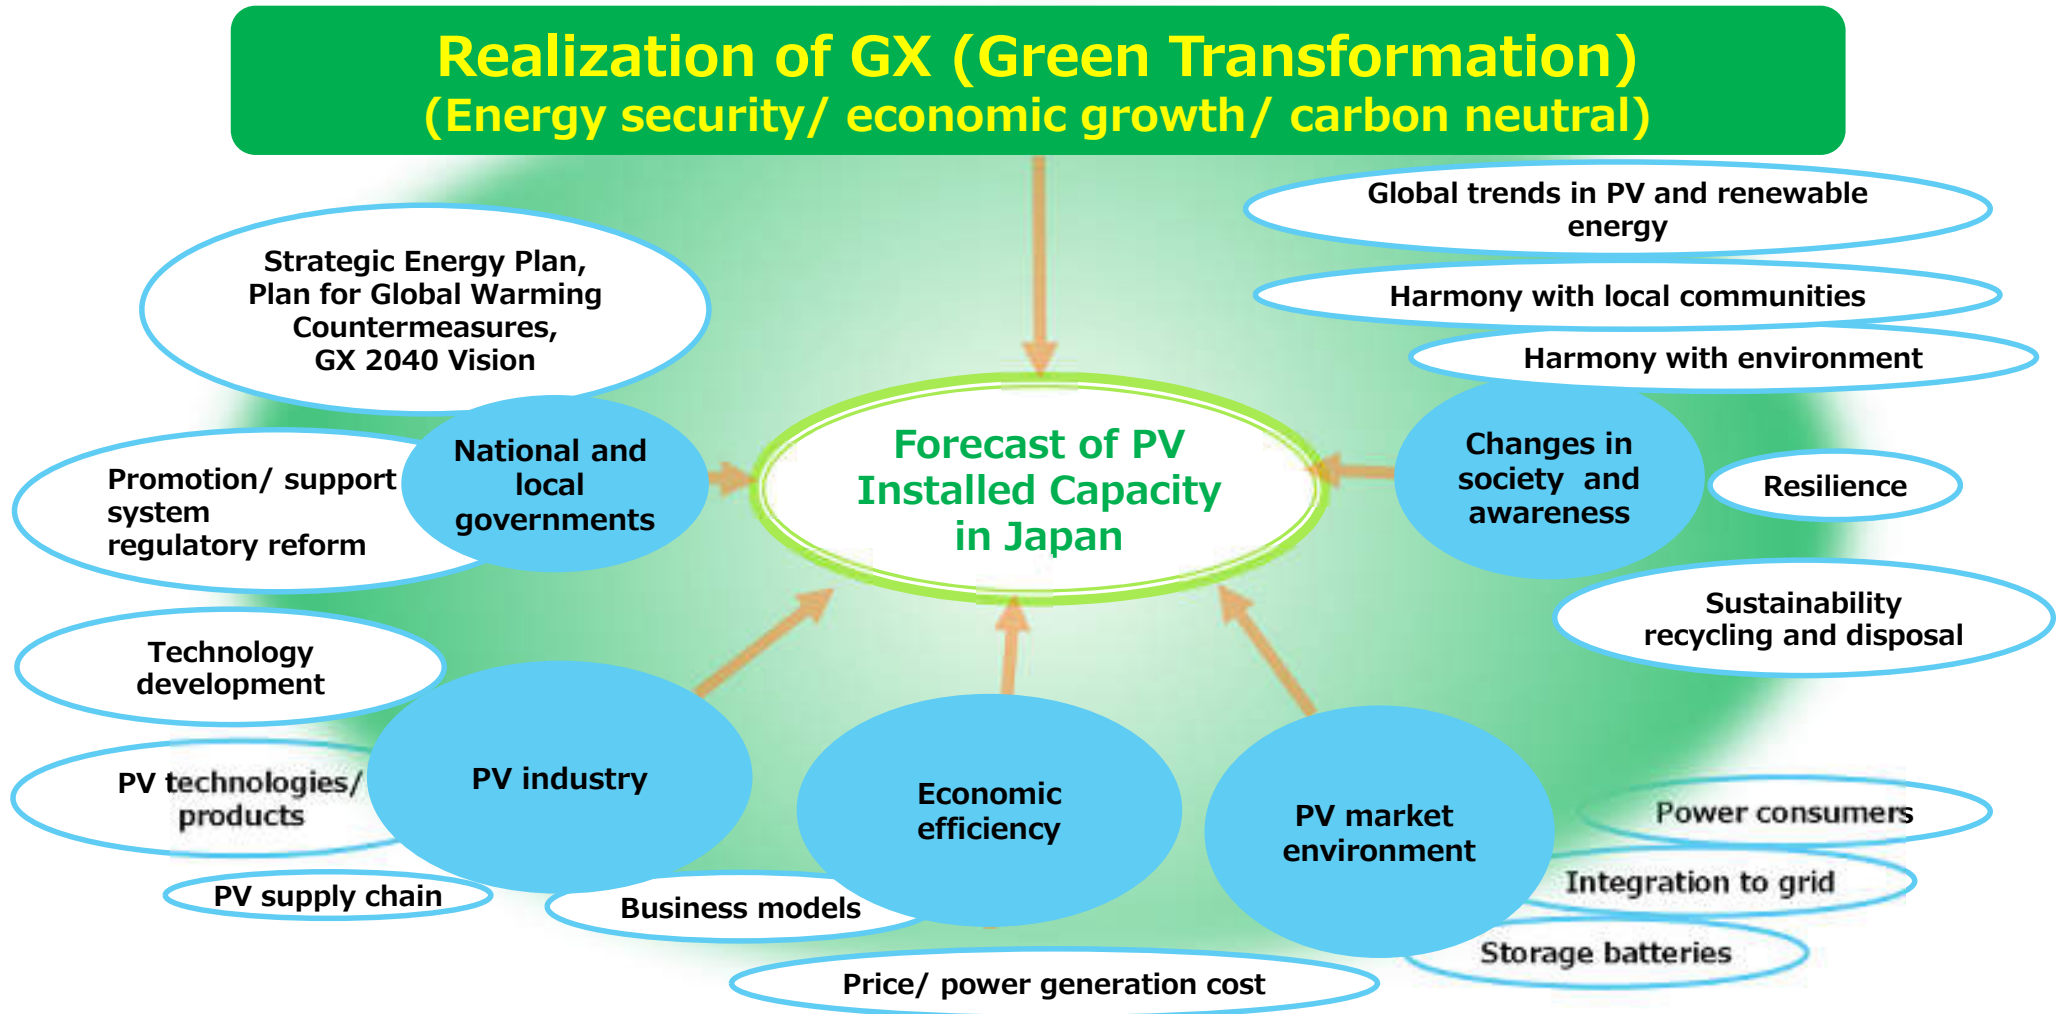 Realization of GX (Green Transformation)
(Energy security/ economic growth/ carbon neutral)
Global trends in PV and renewable
energy
Strategic Energy Plan,
Plan for Global Warming
Countermeasures,
GX 2040 Vision
Harmony with local communities
Harmony with environment
National and
local
governments
Forecast of PV
Installed Capacity
in Japan
Changes in
society and
awareness
Promotion/ support
system
regulatory reform
Resilience
Technology
development
Sustainability
recycling and disposal
PV technologies/
products
PV industry
Economic
efficiency
PV market
environment
Power consumers
Integration to grid
PV supply chain
Business models
Storage batteries
Price/ power generation cost